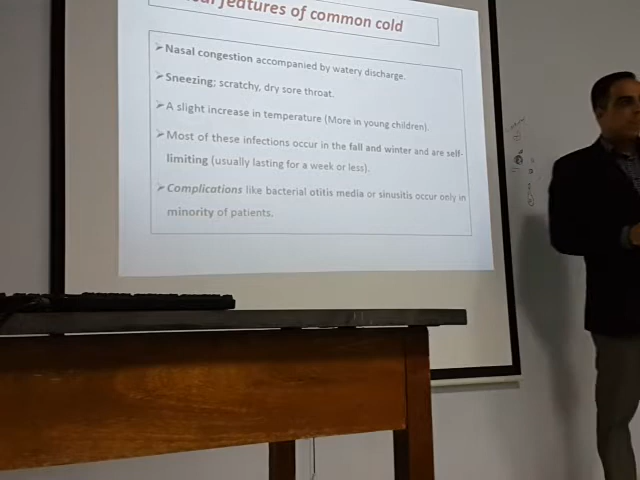 features of common cold
➢Nasal congestion accompanied by watery discharge.
➢Sneezing; scratchy, dry sore throat.
➢A slight increase in temperature (More in young children).
➢Most of these infections occur in the fall and winter and are self-
limiting (usually lasting for a week or less).
➢Complications like bacterial otitis media or sinusitis occur only in
minority of patients.